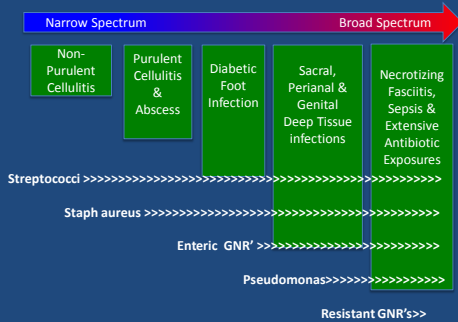 Narrow Spectrum
Broad Spectrum
Non-
Purulent
Cellulitis
Purulent
Cellulitis
&
Abscess
Diabetic
Foot
Infection
Sacral,
Perianal &
Genital
Deep Tissue
infections
Necrotizing
Fasciitis,
Sepsis &
Extensive
Antibiotic
Exposures
Streptococci >>>>>>>>>>>>>>>>>>>>>>>>>>>>>>>>>>>>>>>>>>>>>>>>>>>>
Staph aureus >>>>>>>>>>>>>>>>>>>>>>>>>>>>>>>>>>>>>>>>>>>
Enteric GNR' >>>>>>>>>>>>>>>>>>>>>>>>>>
Pseudomonas>>>>>>>>>>>>>>>>>
Resistant GNR's>>